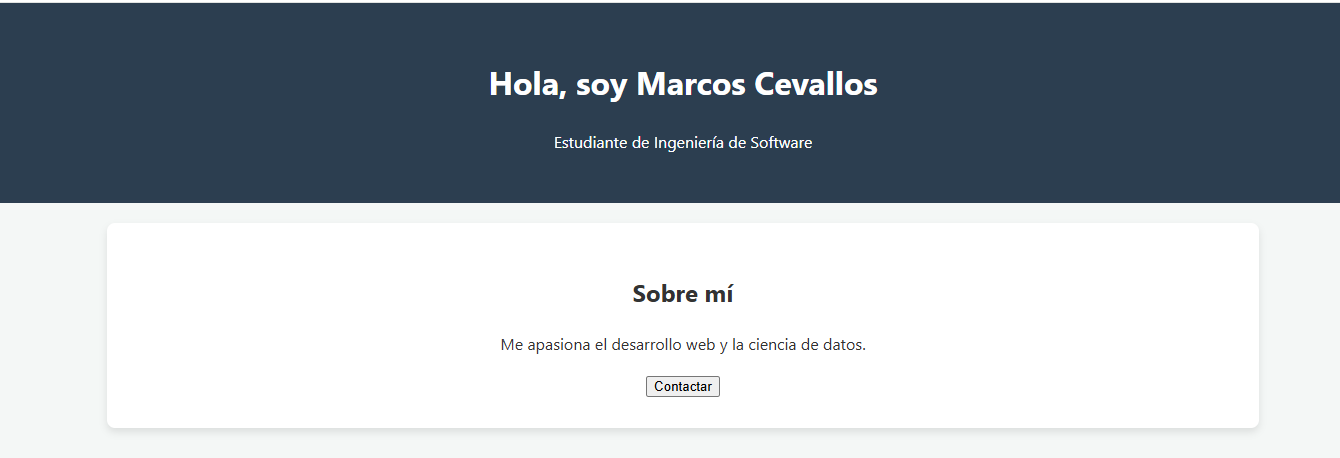 Hola, soy Marcos Cevallos
Estudiante de Ingeniería de Software
Sobre mí
Me apasiona el desarrollo web y la ciencia de datos.
Contactar